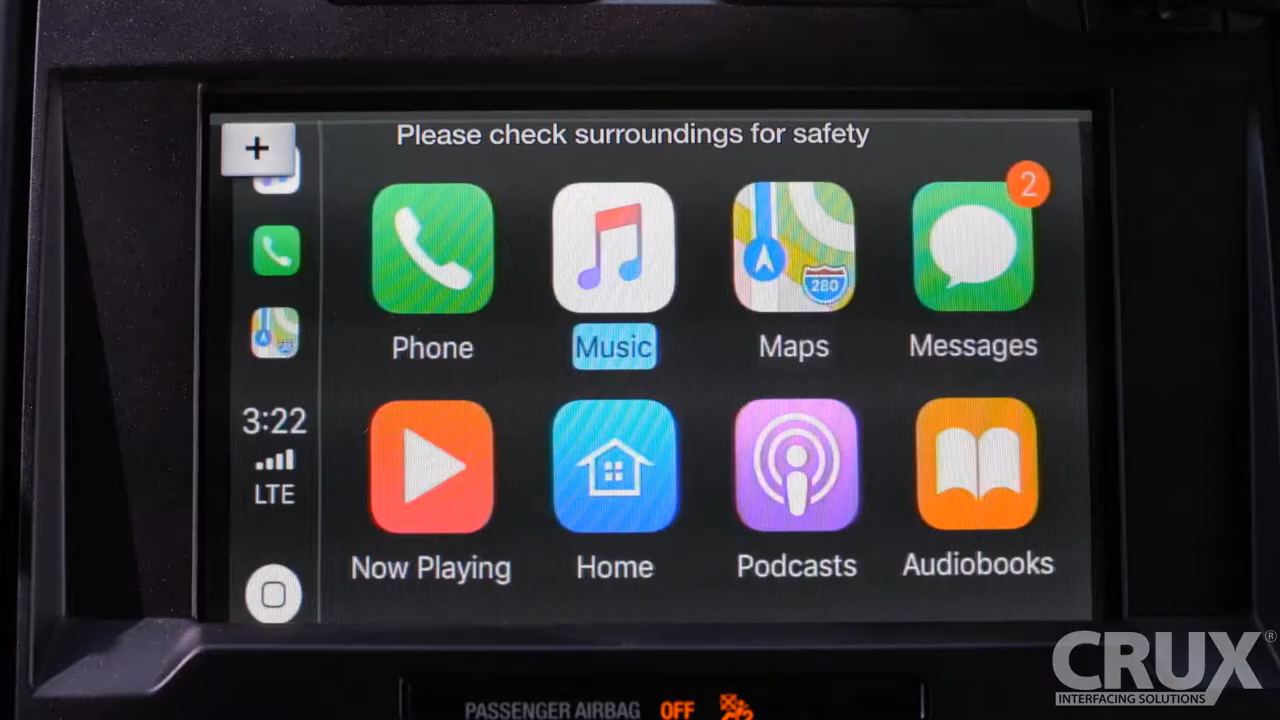 Please check surroundings for safety
+
2
280
Phone
Music
Maps
Messages
3:22
LTE
Now Playing
Home
Podcasts
Audiobooks
CRUX®
INTERFACING SOLUTIONS
PASSENGER AIRBAG OFF